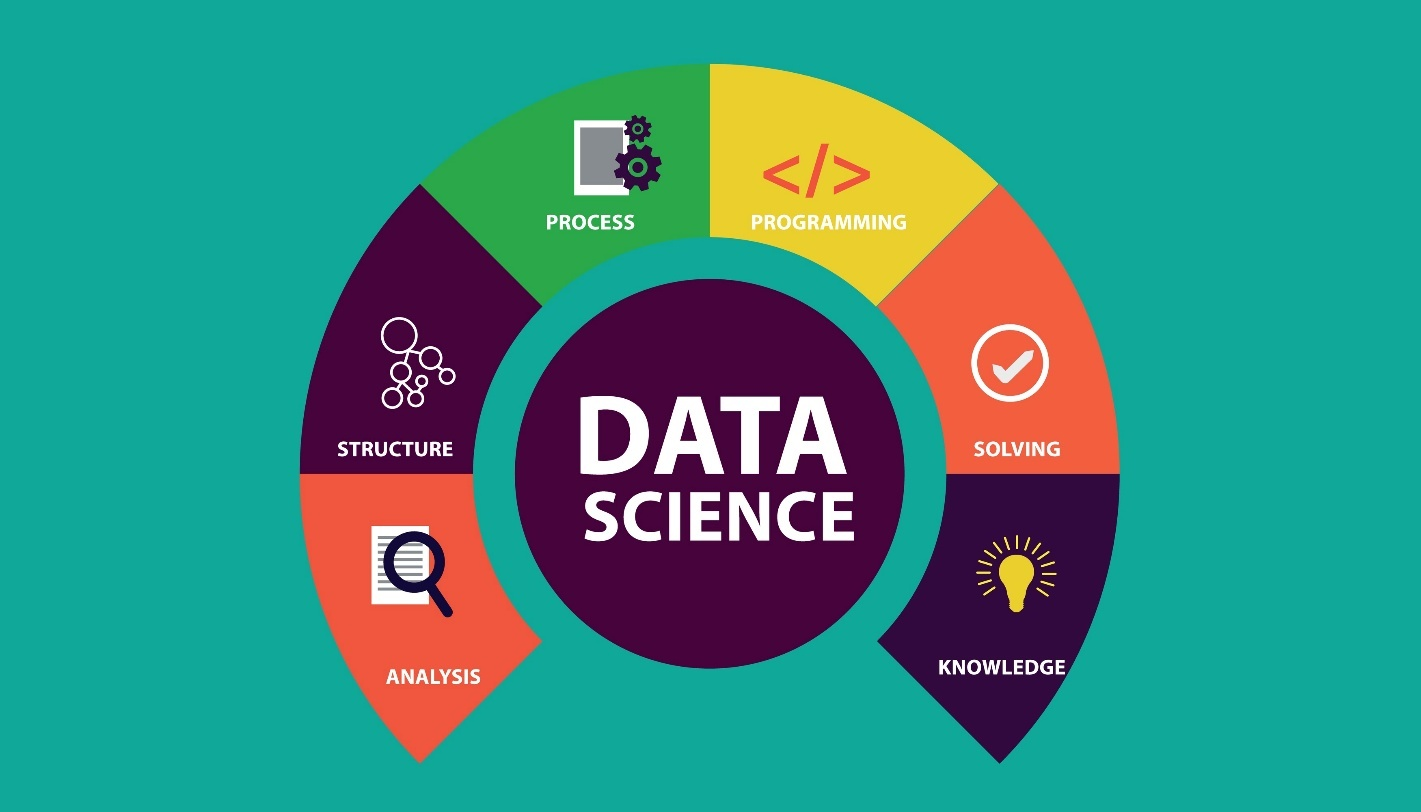 PROCESS
</>
PROGRAMMING
STRUCTURE
SOLVING
DATA
SCIENCE
ANALYSIS
KNOWLEDGE